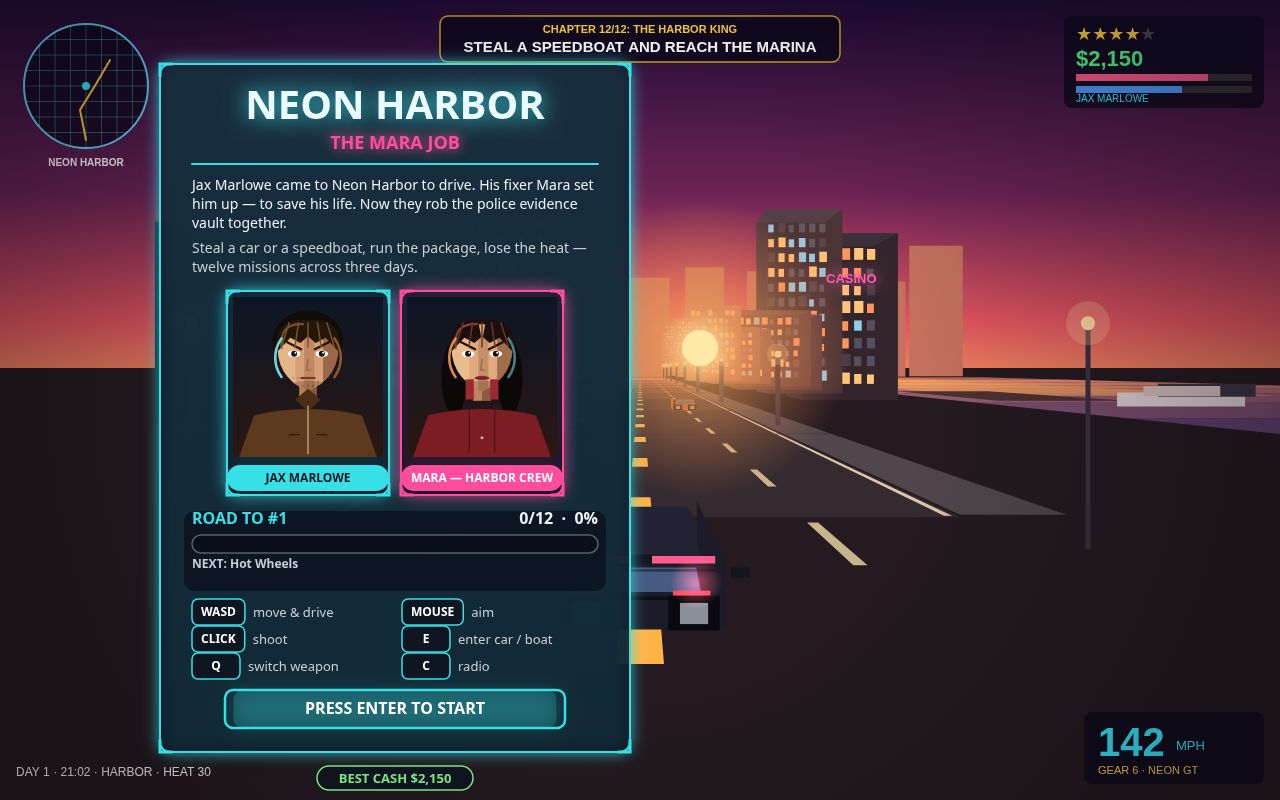 CHAPTER 12/12: THE HARBOR KING
STEAL A SPEEDBOAT AND REACH THE MARINA
★★★★★
$2,150
JAX MARLOWE
NEON HARBOR
NEON HARBOR
THE MARA JOB
Jax Marlowe came to Neon Harbor to drive. His fixer Mara set
him up — to save his life. Now they rob the police evidence
vault together.
Steal a car or a speedboat, run the package, lose the heat —
twelve missions across three days.
CASINO
JAX MARLOWE
MARA — HARBOR CREW
ROAD TO #1
0/12 · 0%
NEXT: Hot Wheels
WASD move & drive
MOUSE aim
CLICK shoot
E enter car / boat
Q switch weapon
C radio
PRESS ENTER TO START
142 MPH
GEAR 6 · NEON GT
DAY 1 · 21:02 · HARBOR · HEAT 30
BEST CASH $2,150